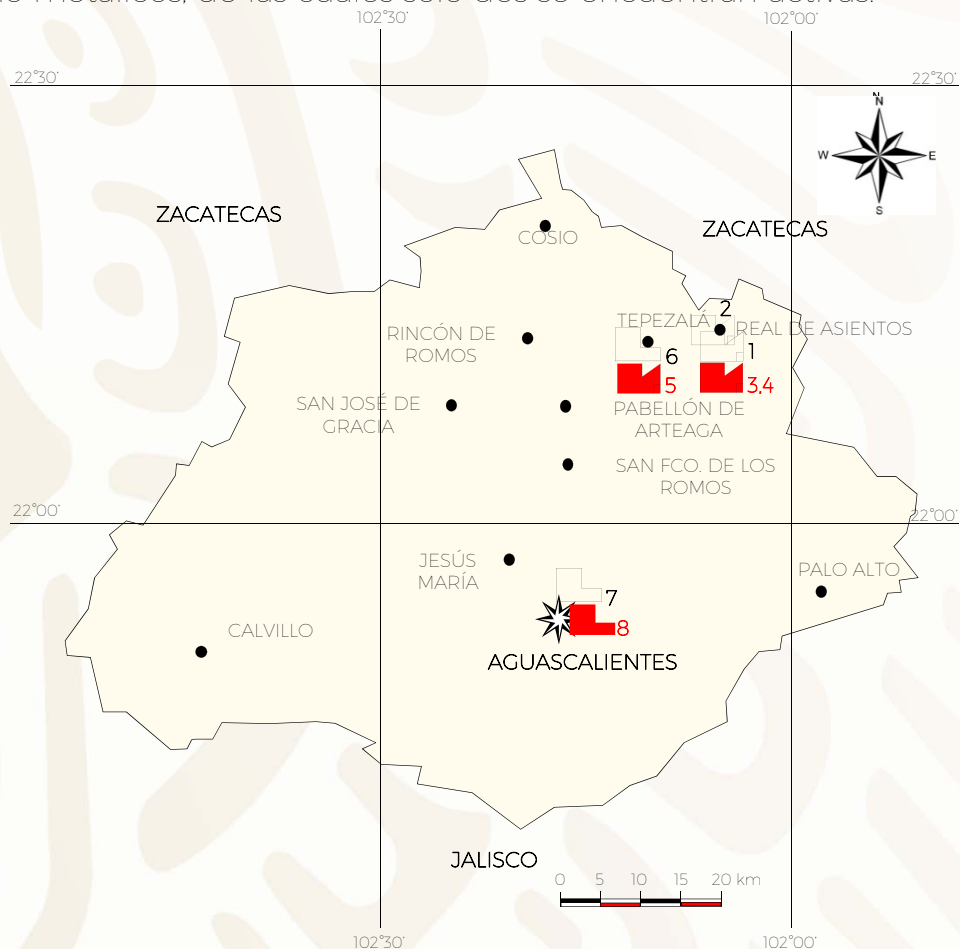 102°30'
102°00'
22°30'
22°30'
N
N
W
E
S
ZACATECAS
ZACATECAS
COSIO
2
TEPEZALÁ
REAL DE ASIENTOS
RINCÓN DE
ROMOS
6
1
5
3,4
SAN JOSÉ DE
GRACIA
PABELLÓN DE
ARTEAGA
SAN FCO. DE LOS
ROMOS
22°00'
22°00'
JESÚS
MARÍA
PALO ALTO
7
8
CALVILLO
AGUASCALIENTES
JALISCO
0 5 10 15 20 km
102°30'
102°00'